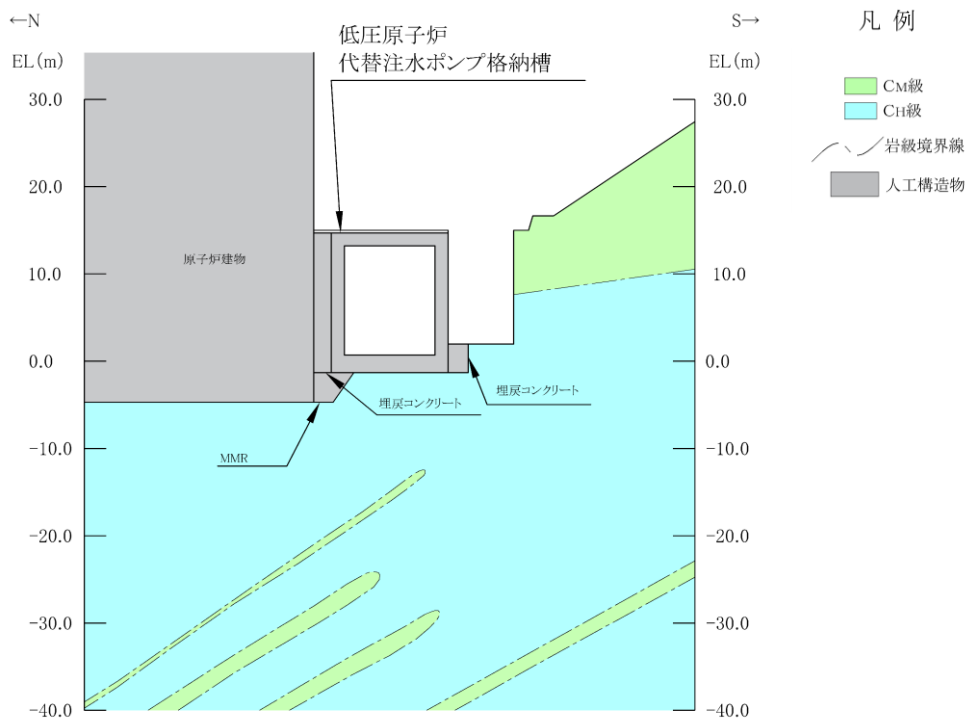 ←N
S→
凡 例
EL(m)
EL(m)
低圧原子炉
代替注水ポンプ格納槽
CM級
CH級
岩級境界線
人工構造物
30.0
20.0
10.0
0.0
-10.0
-20.0
-30.0
-40.0
30.0
20.0
10.0
0.0
-10.0
-20.0
-30.0
-40.0
原子炉建物
埋戻コンクリート
埋戻コンクリート
MMR